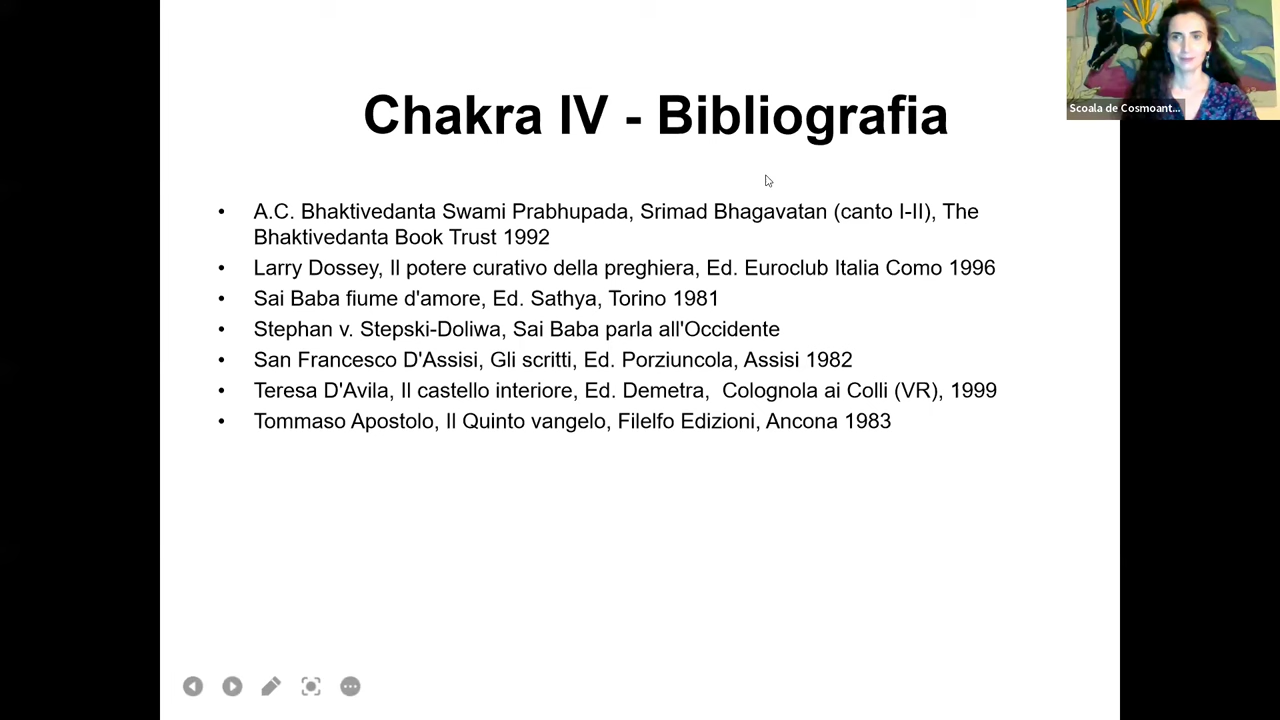 Chakra IV - Bibliografia
Scoala de Cosmoant...
• A.C. Bhaktivedanta Swami Prabhupada, Srimad Bhagavatan (canto I-II), The
Bhaktivedanta Book Trust 1992
• Larry Dossey, Il potere curativo della preghiera, Ed. Euroclub Italia Como 1996
• Sai Baba fiume d'amore, Ed. Sathya, Torino 1981
• Stephan v. Stepski-Doliwa, Sai Baba parla all'Occidente
• San Francesco D'Assisi, Gli scritti, Ed. Porziuncola, Assisi 1982
• Teresa D'Avila, Il castello interiore, Ed. Demetra,  Colognola ai Colli (VR), 1999
• Tommaso Apostolo, Il Quinto vangelo, Filelfo Edizioni, Ancona 1983